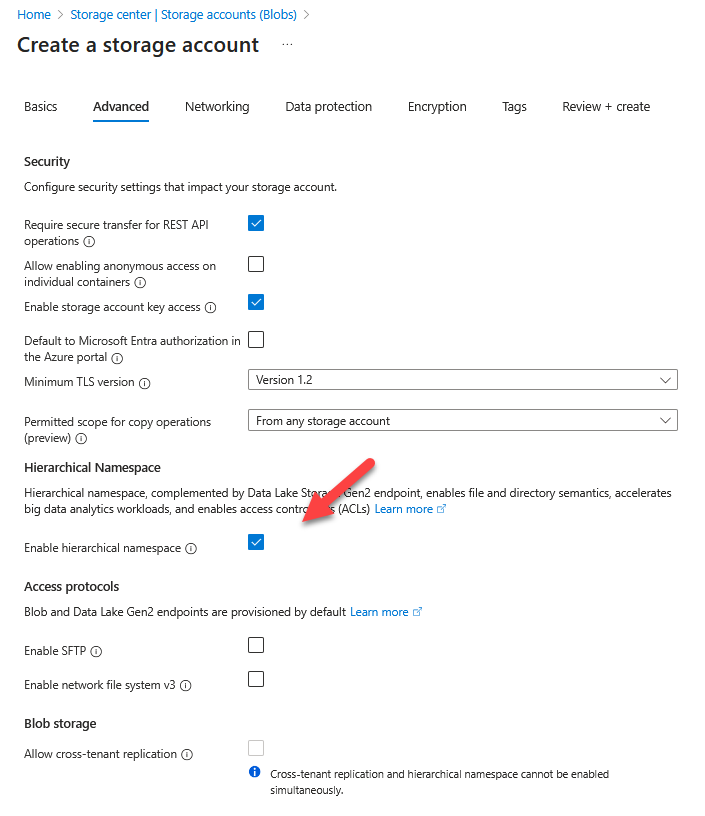 Home > Storage center | Storage accounts (Blobs) >
Create a storage account ...
Basics Advanced Networking Data protection Encryption Tags Review + create
Security
Configure security settings that impact your storage account.
Require secure transfer for REST API
operations
Allow enabling anonymous access on
individual containers
Enable storage account key access
Default to Microsoft Entra authorization in
the Azure portal
Minimum TLS version
Version 1.2
Permitted scope for copy operations
(preview)
From any storage account
Hierarchical Namespace
Hierarchical namespace, complemented by Data Lake Storage Gen2 endpoint, enables file and directory semantics, accelerates
big data analytics workloads, and enables access control (ACLs) Learn more
Enable hierarchical namespace
Access protocols
Blob and Data Lake Gen2 endpoints are provisioned by default Learn more
Enable SFTP
Enable network file system v3
Blob storage
Allow cross-tenant replication
Cross-tenant replication and hierarchical namespace cannot be enabled
simultaneously.